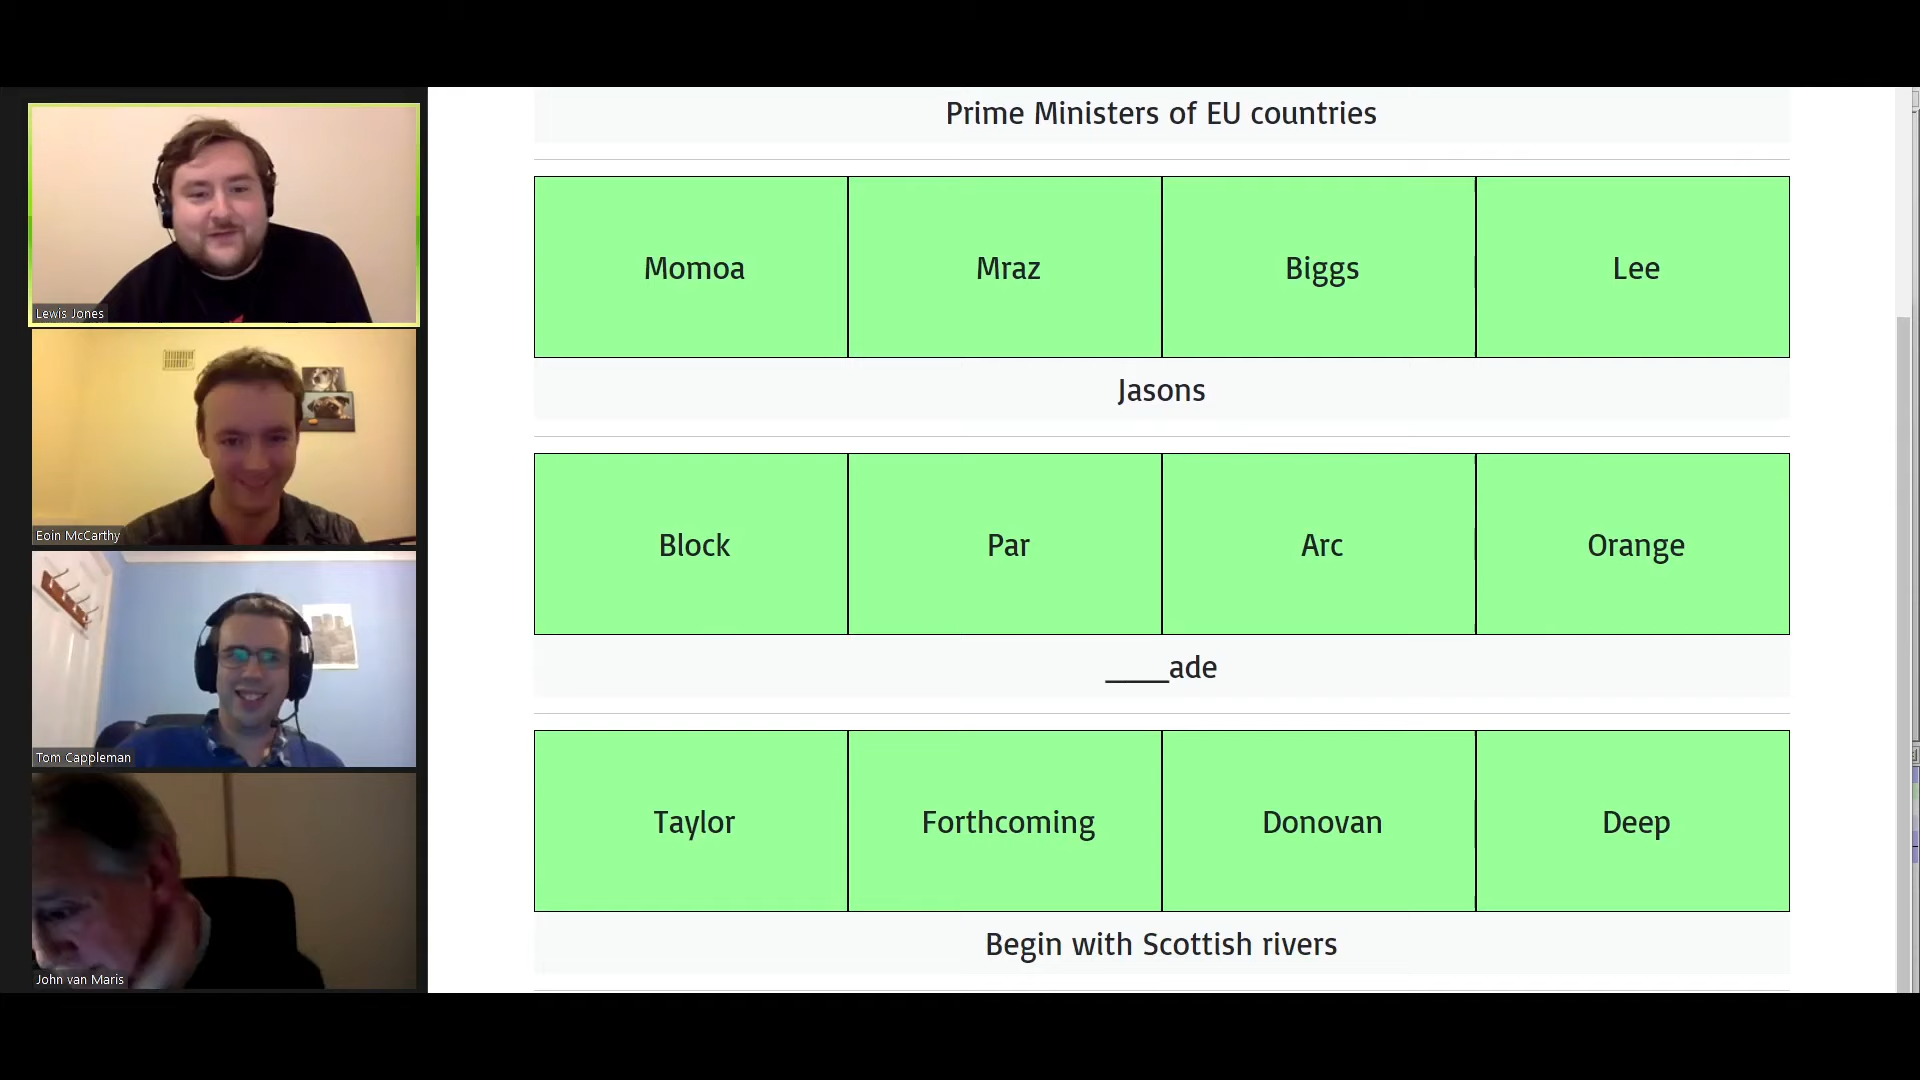 Prime Ministers of EU countries
Momoa Mraz Biggs Lee
Jasons
Block Par Arc Orange
____ade
Taylor Forthcoming Donovan Deep
Begin with Scottish rivers
Lewis Jones
Eoin McCarthy
Tom Cappleman
John van Maris